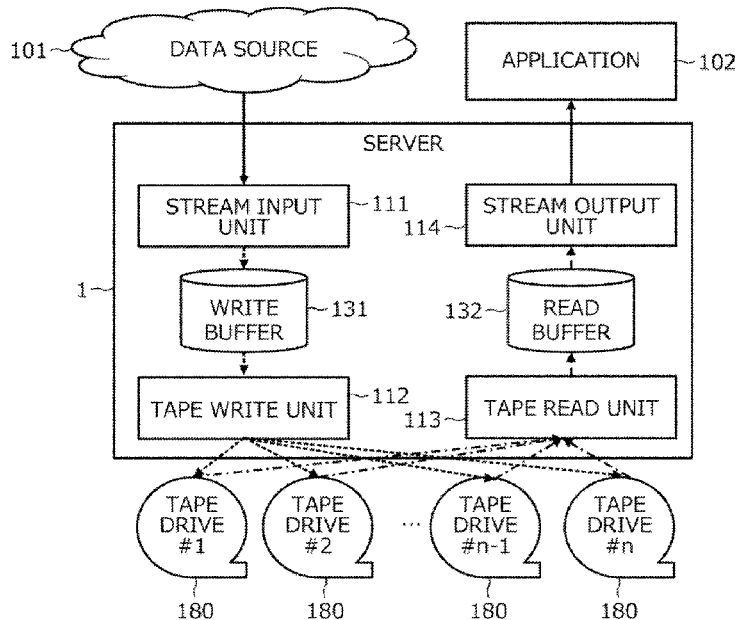 101
DATA SOURCE
APPLICATION
102
SERVER
STREAM INPUT
UNIT
111
STREAM OUTPUT
UNIT
114
1
WRITE
BUFFER
131
READ
BUFFER
132
TAPE WRITE UNIT
112
TAPE READ UNIT
113
TAPE
DRIVE
#1
TAPE
DRIVE
#2
...
TAPE
DRIVE
#n-1
TAPE
DRIVE
#n
180
180
180
180